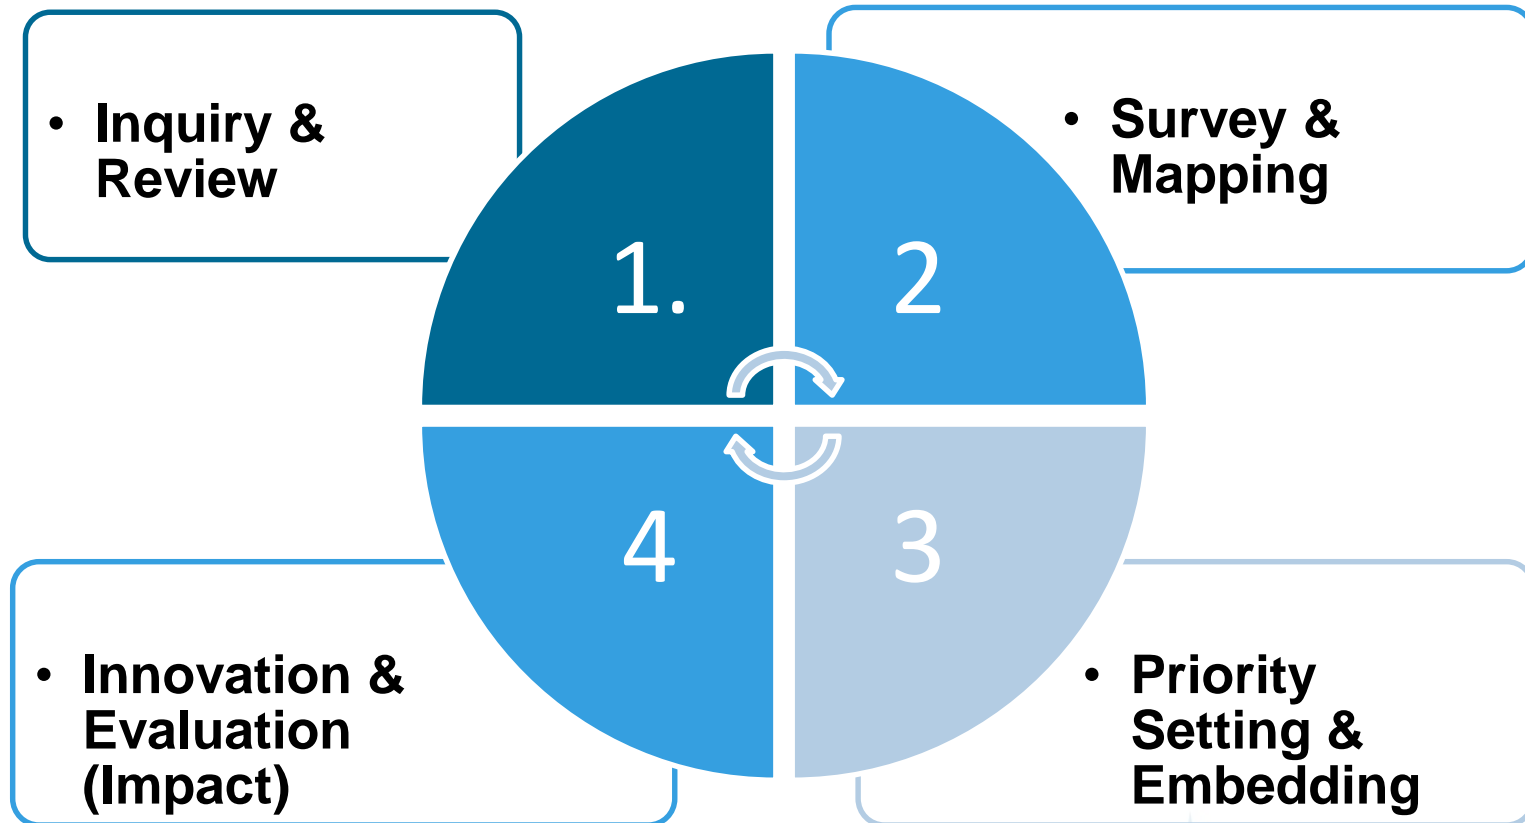 • Inquiry &
Review
• Survey &
Mapping
1.
2
4
3
• Innovation &
Evaluation
(Impact)
• Priority
Setting &
Embedding